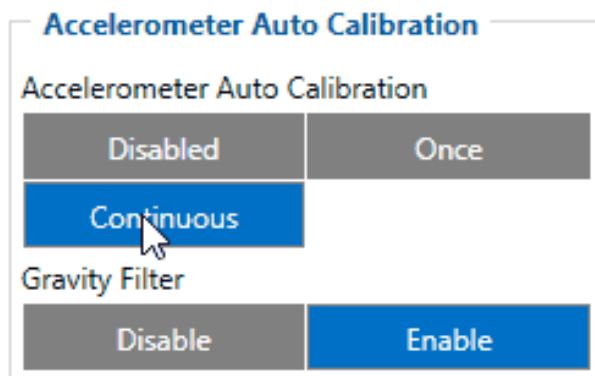 Accelerometer Auto Calibration
Accelerometer Auto Calibration
Disabled Once
Continuous
Gravity Filter
Disable Enable